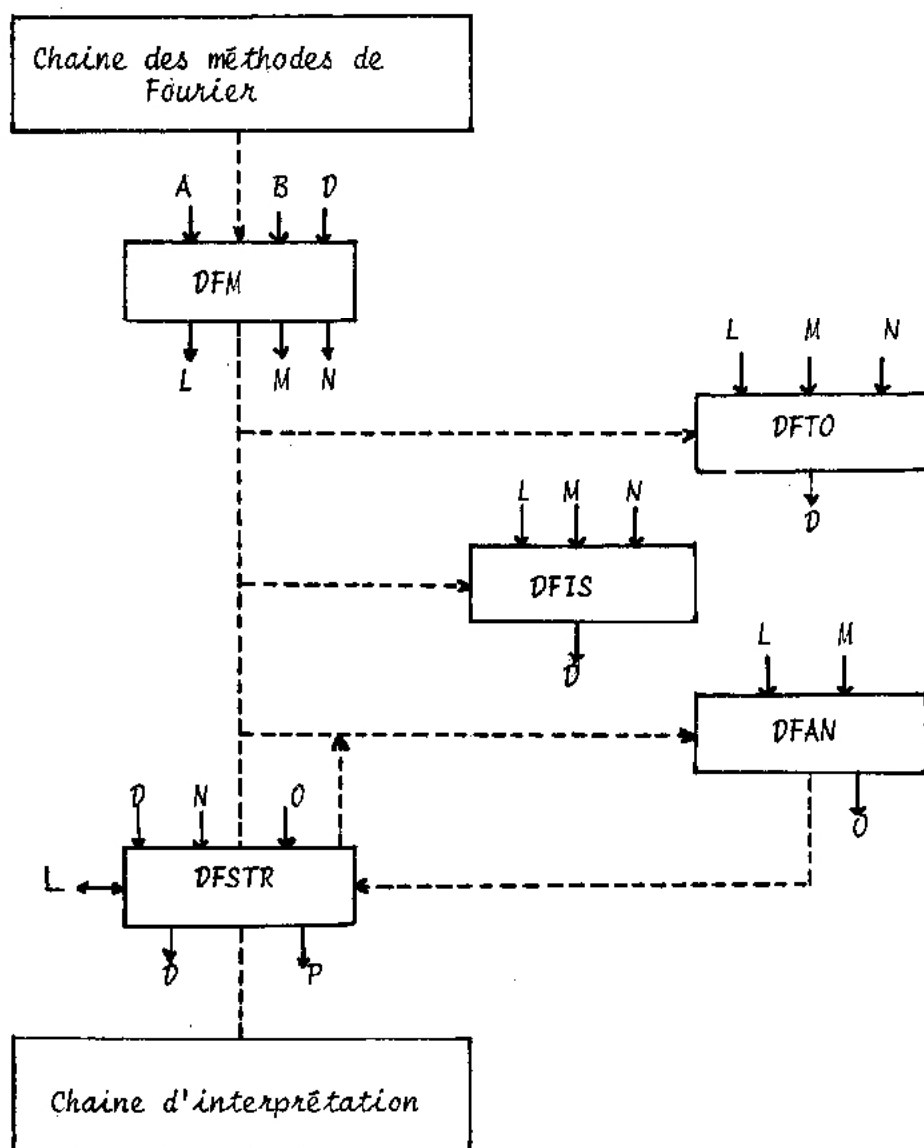 Chaine des méthodes de
Fourier
A B D
DFM
L M N
L M N
DFTO
D
L M N
DFIS
D
L M
DFAN
O
D N O
L
DFSTR
D P
Chaine d'interprétation